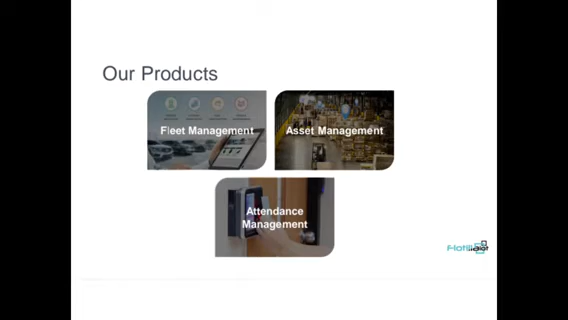 Our Products
Fleet Management
Asset Management
Attendance
Management